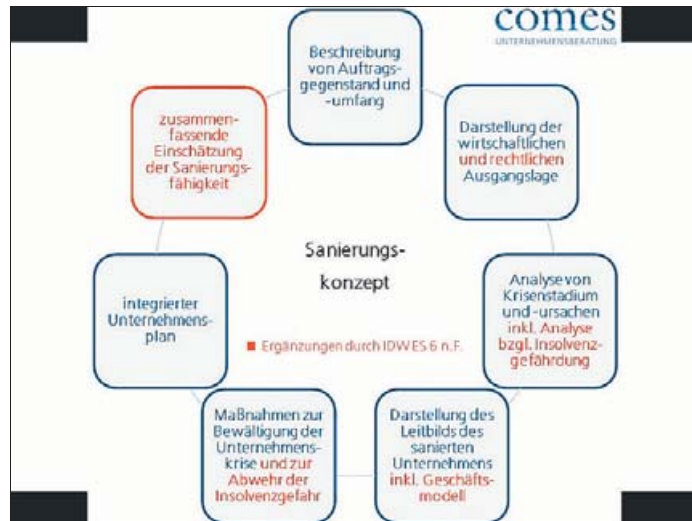 comes
UNTERNEHMENSBERATUNG
Beschreibung
von Auftrags-
gegenstand und
-umfang
Darstellung der
wirtschaftlichen
und rechtlichen
Ausgangslage
Analyse von
Krisenstadium
und -ursachen
inkl. Analyse
bzgl. Insolvenz-
gefährdung
Darstellung des
Leitbilds des
sanierten
Unternehmens
inkl. Geschäfts-
modell
Maßnahmen zur
Bewältigung der
Unternehmens-
krise und zur
Abwehr der
Insolvenzgefahr
integrierter
Unternehmens-
plan
zusammen-
fassende
Einschätzung
der Sanierungs-
fähigkeit
Sanierungs-
konzept
Ergänzungen durch IDW ES 6 n.F.